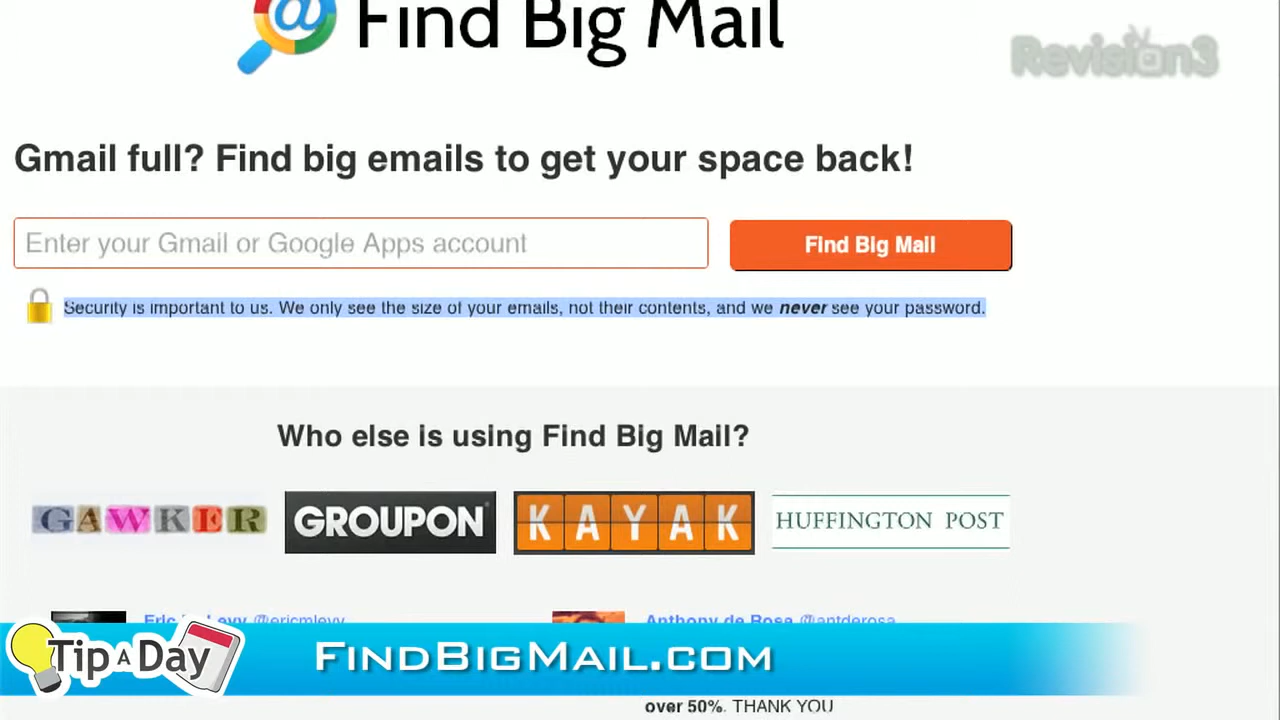 Find Big Mail
Revision3
Gmail full? Find big emails to get your space back!
Enter your Gmail or Google Apps account
Find Big Mail
Security is important to us. We only see the size of your emails, not their contents, and we never see your password.
Who else is using Find Big Mail?
GAWKER
GROUPON
KAYAK
HUFFINGTON POST
Levy @ericmlevy
Anthony de Rosa @antderosa
Tip A Day
FINDBIGMAIL.COM
over 50%. THANK YOU